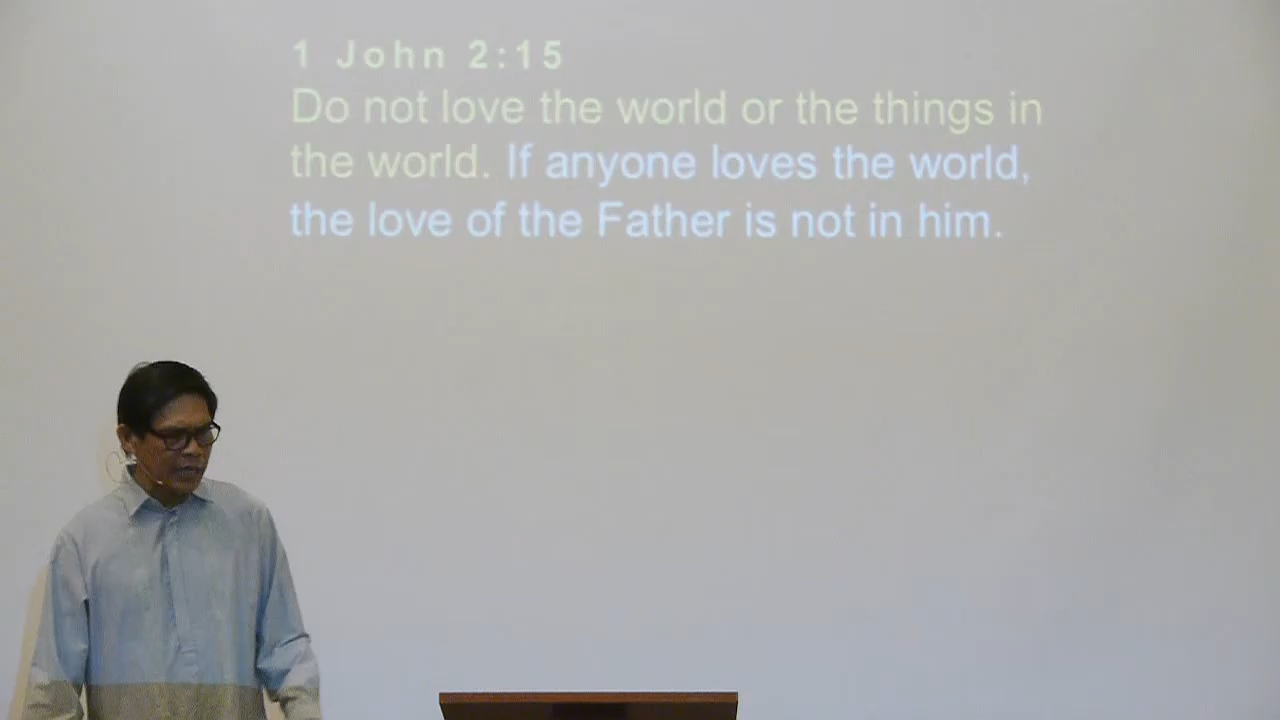 1 John 2:15
Do not love the world or the things in
the world. If anyone loves the world,
the love of the Father is not in him.